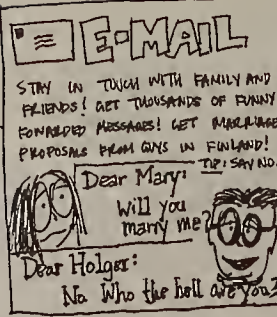 E-MAIL
STAY IN TOUCH WITH FAMILY AND
FRIENDS! GET THOUSANDS OF FUNNY
FOWARDED MESSAGES! GET MARRIAGE
PROPOSALS FROM GUYS IN FINLAND!
TIP: SAY NO.
Dear Mary:
Will you
marry me?
Dear Holger:
No. Who the hell are you?